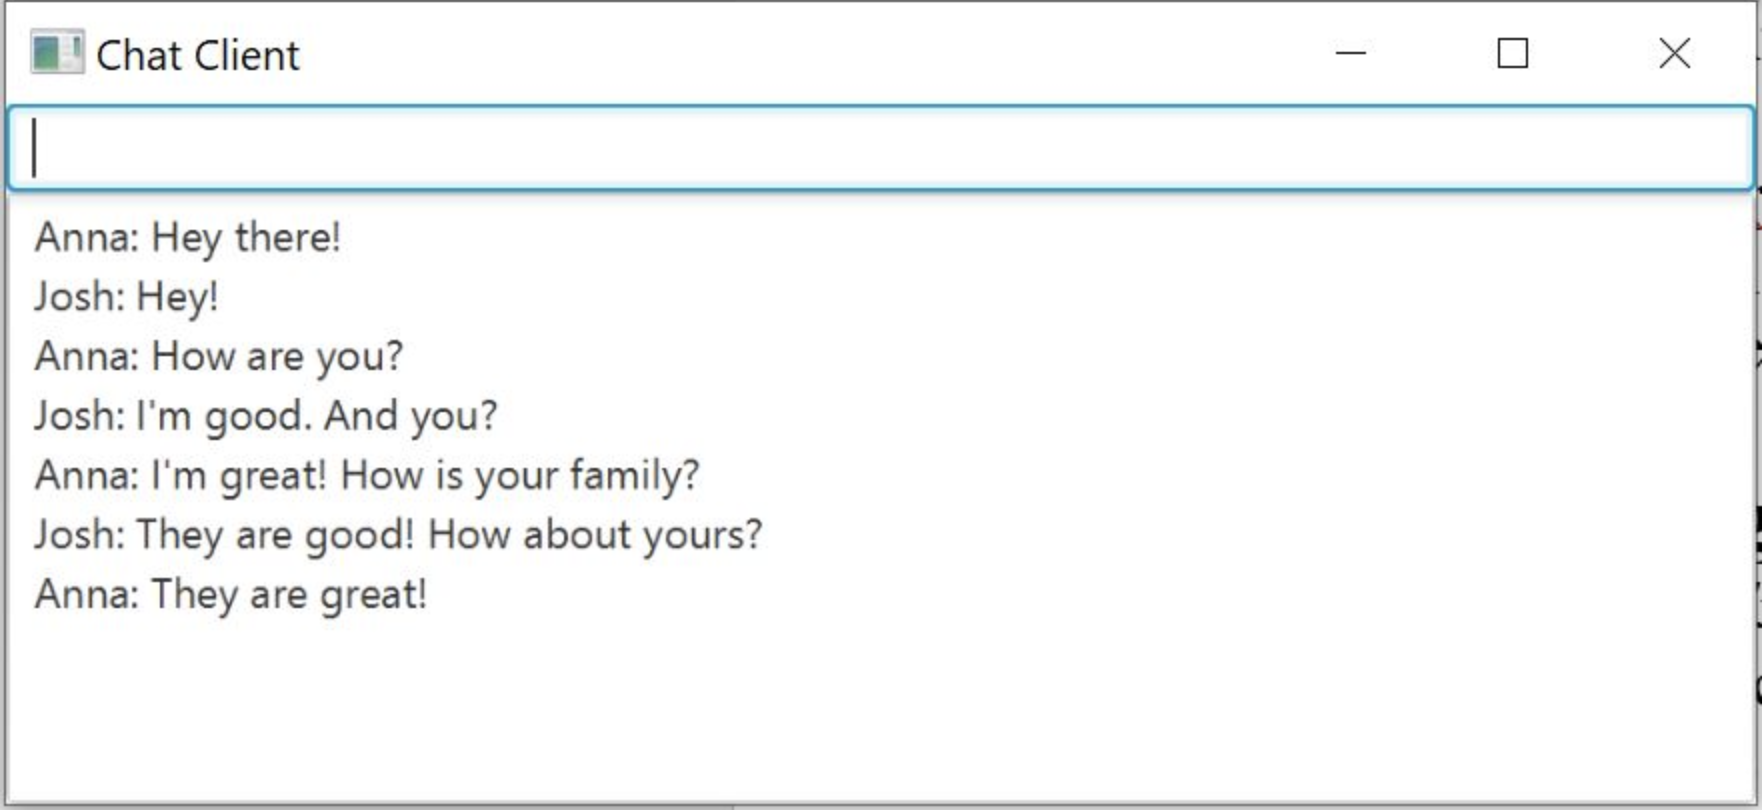 Chat Client
Anna: Hey there!
Josh: Hey!
Anna: How are you?
Josh: I'm good. And you?
Anna: I'm great! How is your family?
Josh: They are good! How about yours?
Anna: They are great!